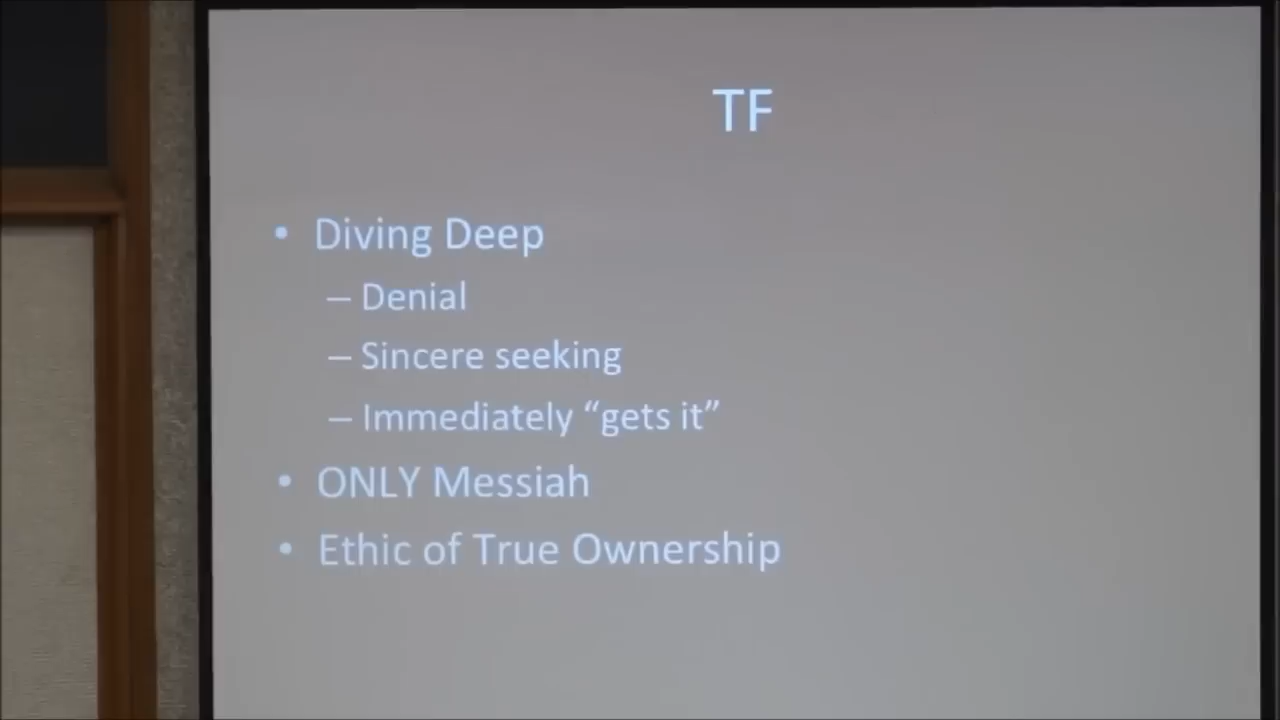 TF
• Diving Deep
– Denial
– Sincere seeking
– Immediately “gets it”
• ONLY Messiah
• Ethic of True Ownership